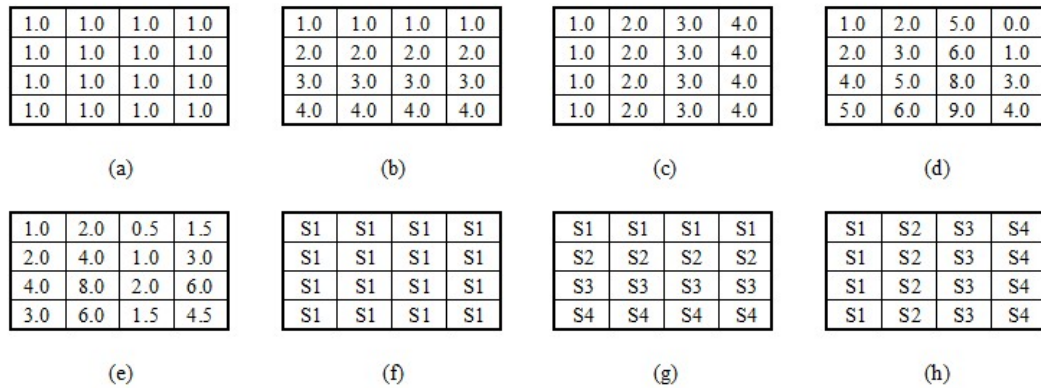 1.0 1.0 1.0 1.0 1.0 1.0 1.0 1.0 1.0 2.0 3.0 4.0 1.0 2.0 5.0 0.0
1.0 1.0 1.0 1.0 2.0 2.0 2.0 2.0 1.0 2.0 3.0 4.0 2.0 3.0 6.0 1.0
1.0 1.0 1.0 1.0 3.0 3.0 3.0 3.0 1.0 2.0 3.0 4.0 4.0 5.0 8.0 3.0
1.0 1.0 1.0 1.0 4.0 4.0 4.0 4.0 1.0 2.0 3.0 4.0 5.0 6.0 9.0 4.0
(a) (b) (c) (d)
1.0 2.0 0.5 1.5 S1 S1 S1 S1 S1 S1 S1 S1 S1 S2 S3 S4
2.0 4.0 1.0 3.0 S1 S1 S1 S1 S2 S2 S2 S2 S1 S2 S3 S4
4.0 8.0 2.0 6.0 S1 S1 S1 S1 S3 S3 S3 S3 S1 S2 S3 S4
3.0 6.0 1.5 4.5 S1 S1 S1 S1 S4 S4 S4 S4 S1 S2 S3 S4
(e) (f) (g) (h)